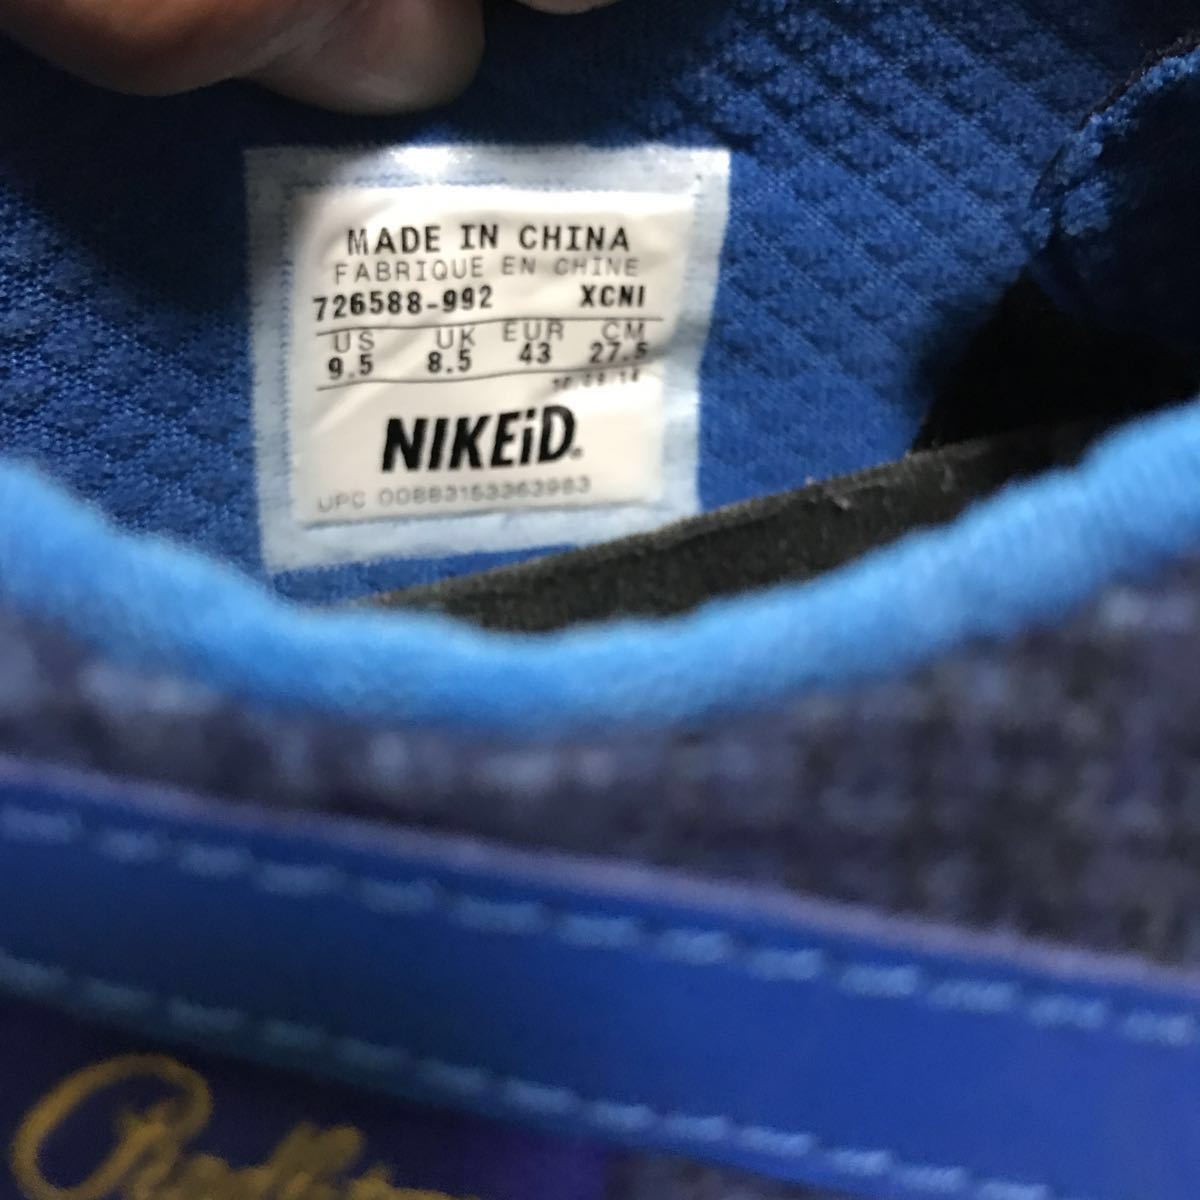 MADE IN CHINA
FABRIQUE EN CHINE
726588-992 XCNI
US UK EUR CM
9.5 8.5 43 27.5
NIKEiD.
UPC 00883153363983